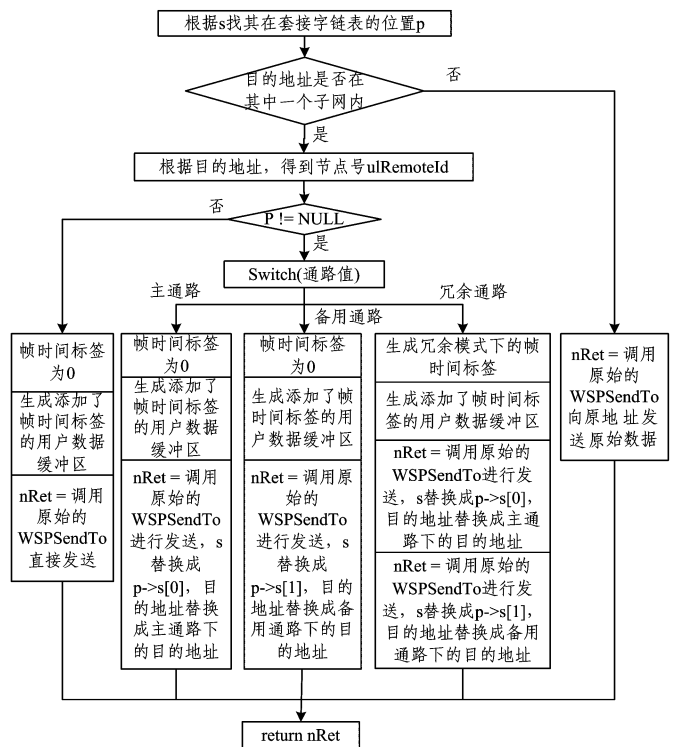 根据s找其在套接字链表的位置p
目的地址是否在
其中一个子网内
否
是
根据目的地址，得到节点号ulRemoteId
否
P != NULL
是
Switch(通路值)
主通路
备用通路
冗余通路
帧时间标签
为0
生成添加了
帧时间标签
的用户数据
缓冲区
nRet = 调用
原始的
WSPSendTo
直接发送
帧时间标签
为0
生成添加了
帧时间标签
的用户数据
缓冲区
nRet = 调用
原始的
WSPSendTo
进行发送，s
替换成
p->s[0]，目
的地址替换
成主通路下
的目的地址
帧时间标签
为0
生成添加了帧
时间标签的用
户数据缓冲区
nRet = 调用原
始的
WSPSendTo
进行发送，s
替换成
p->s[1]，目的
地址替换成备
用通路下的目
的地址
生成冗余模式下的帧
时间标签
生成添加了帧时间标
签的用户数据缓冲区
nRet = 调用原始的
WSPSendTo进行发
送，s替换成p->s[0]，
目的地址替换成主通
路下的目的地址
nRet = 调用原始的
WSPSendTo进行发
送，s替换成p->s[1]，
目的地址替换成备用
通路下的目的地址
nRet = 调用
原始的
WSPSendTo
向原地址发
送原始数据
return nRet